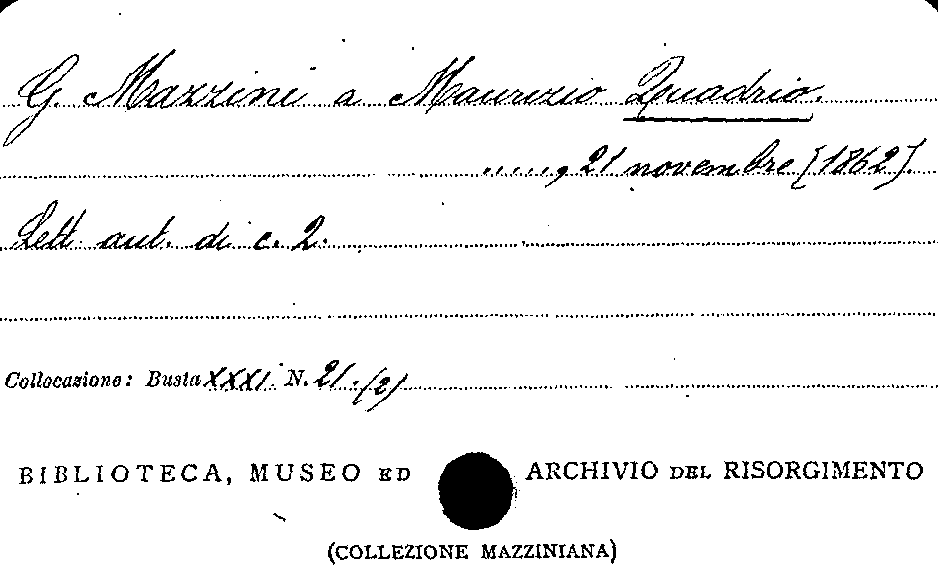 G. Mazzini a Maurizio Quadrio.
....., 21 novembre [1862].
Lett. aut. di c. 2.
Collocazione: Busta XXXI. N. 21. (2)
BIBLIOTECA, MUSEO ED ARCHIVIO DEL RISORGIMENTO
(COLLEZIONE MAZZINIANA)